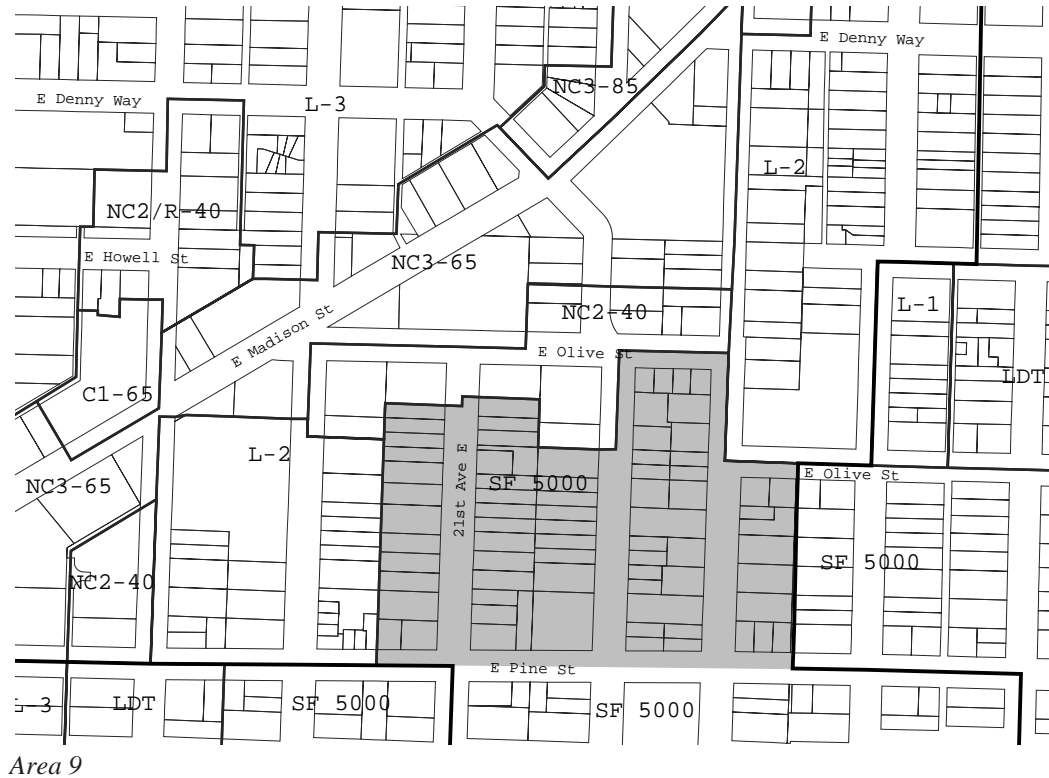 E Denny Way
E Denny Way
NC3-85
L-3
L-2
NC2/R-40
E Howell St
NC3-65
L-1
NC2-40
E Madison St
E Olive St
LDT
C1-65
L-2
21st Ave E
SF 5000
E Olive St
NC3-65
SF 5000
NC2-40
E Pine St
L-3
LDT
SF 5000
SF 5000
Area 9